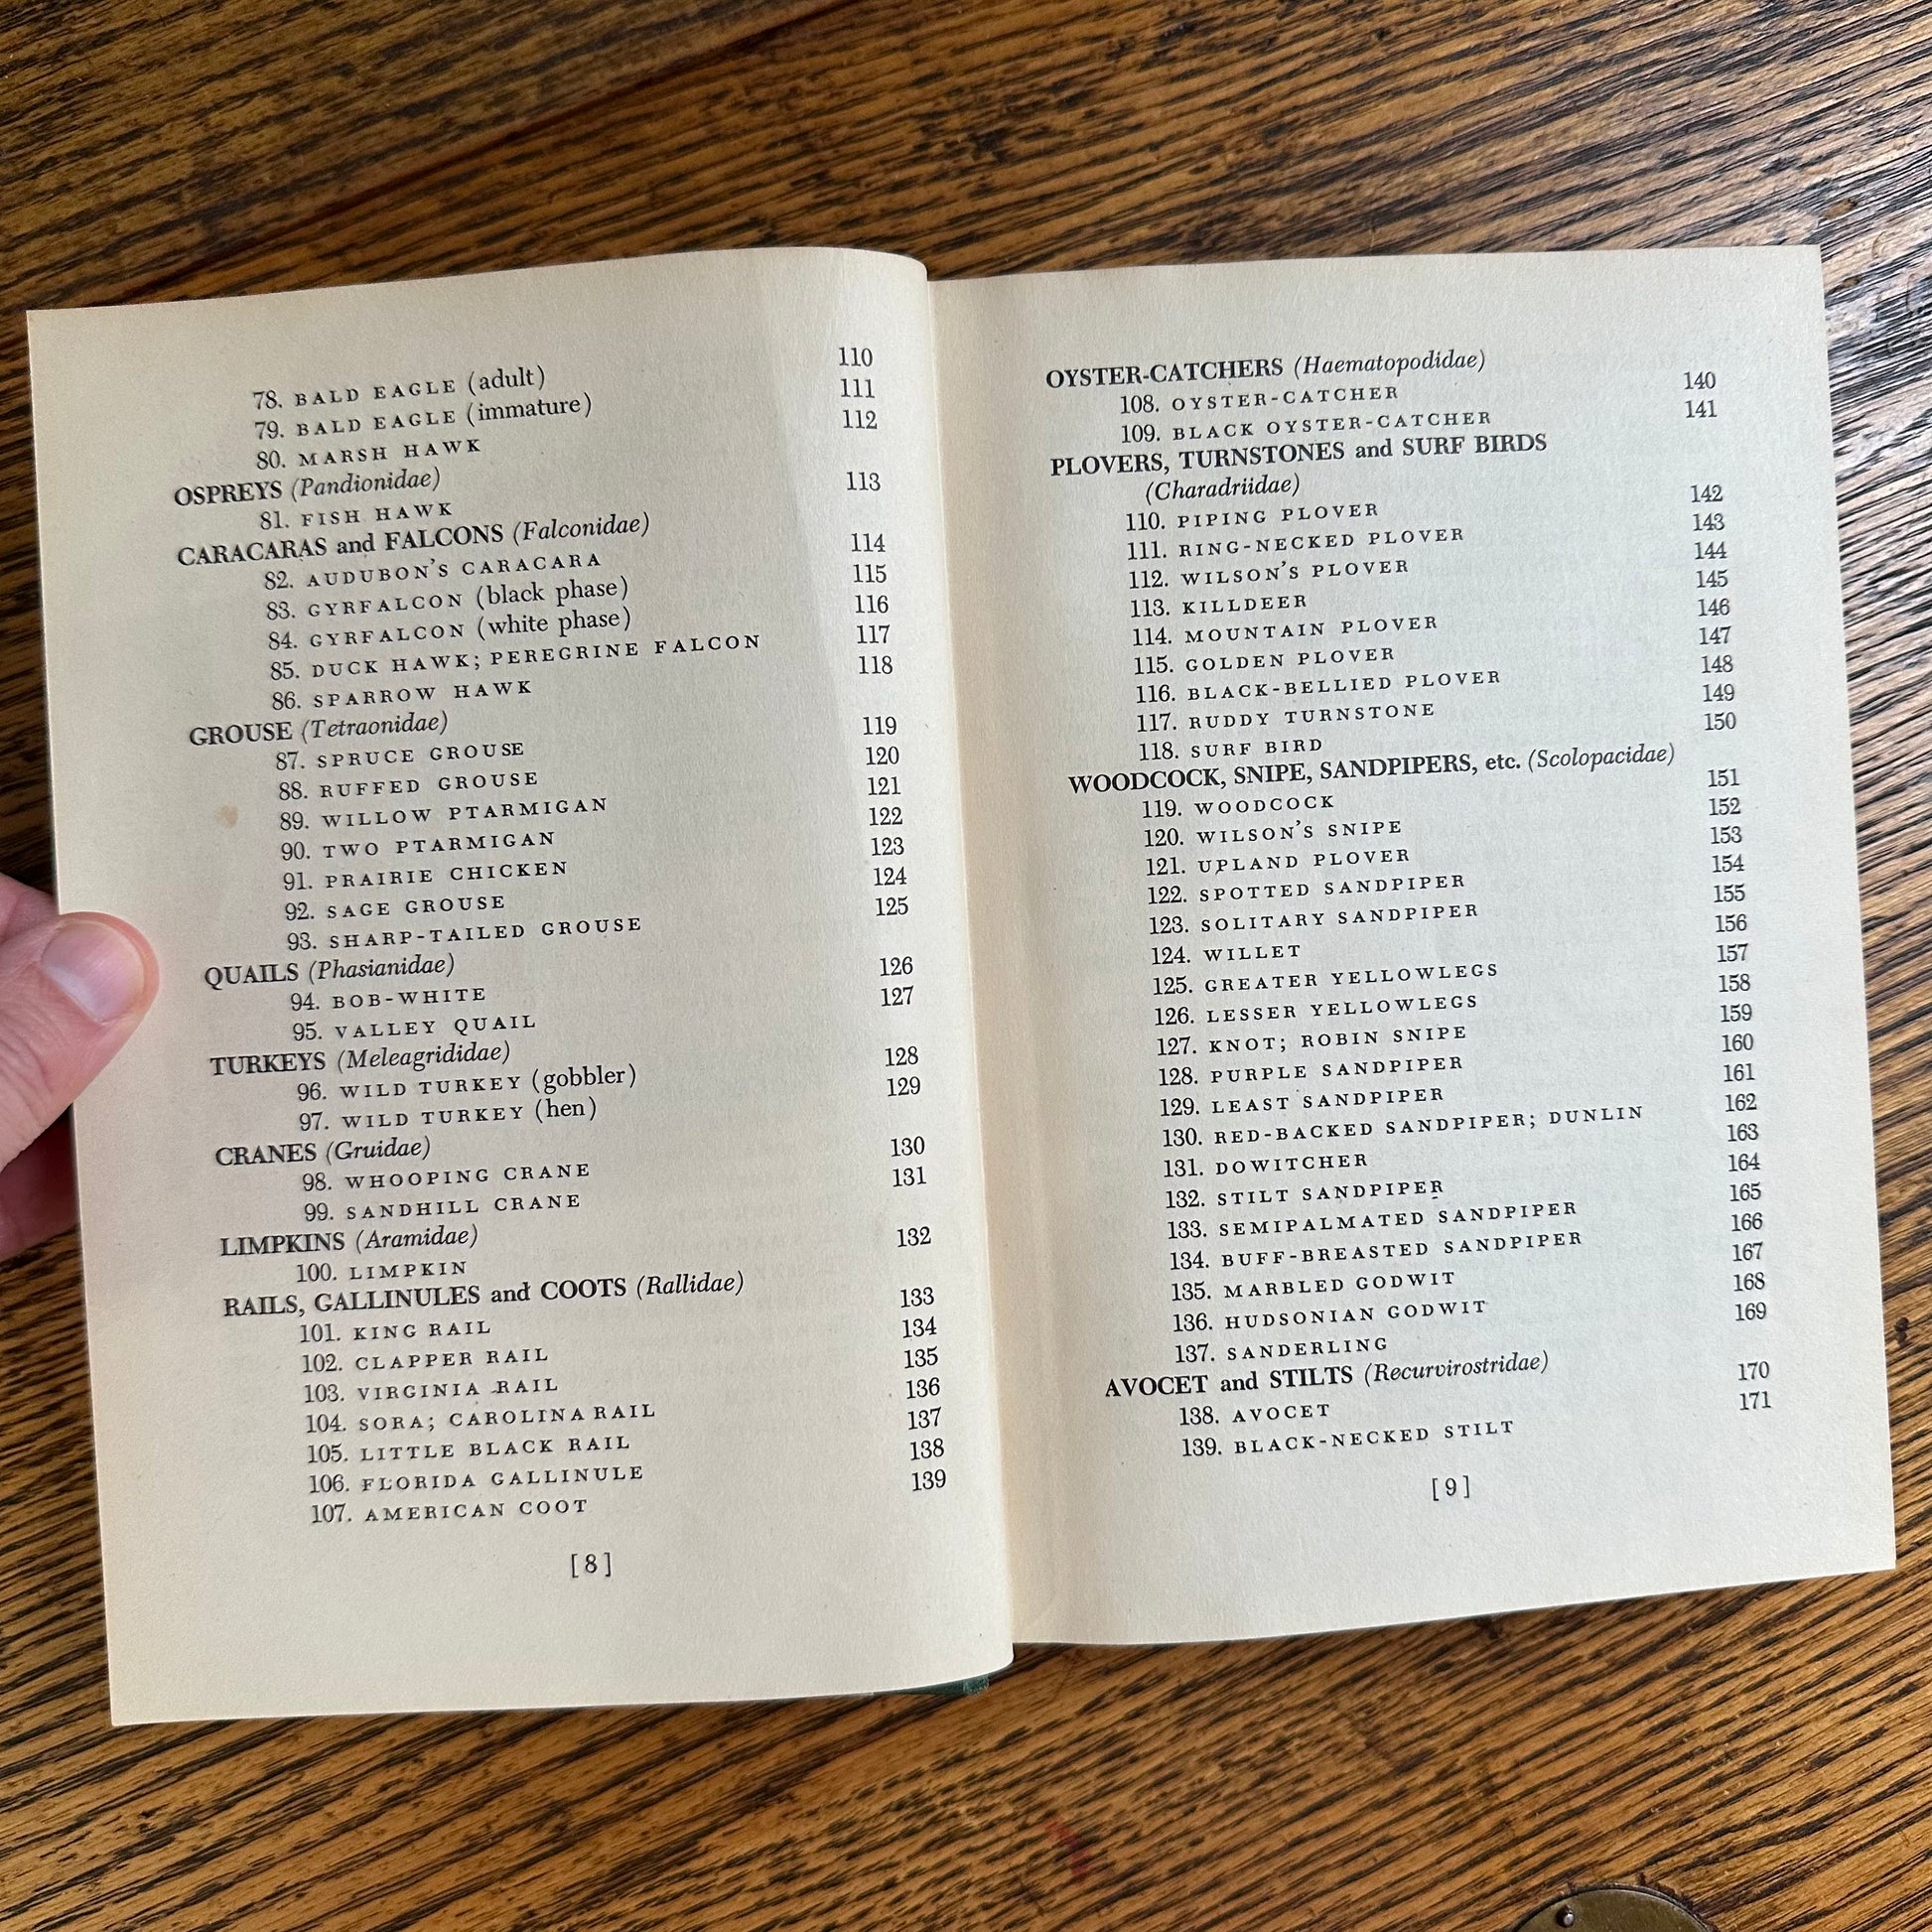 78. BALD EAGLE (adult) 110
79. BALD EAGLE (immature) 111
80. MARSH HAWK 112
OSPREYS (Pandionidae)
81. FISH HAWK 113
CARACARAS and FALCONS (Falconidae)
82. AUDUBON'S CARACARA 114
83. GYRFALCON (black phase) 115
84. GYRFALCON (white phase) 116
85. DUCK HAWK; PEREGRINE FALCON 117
86. SPARROW HAWK 118
GROUSE (Tetraonidae)
87. SPRUCE GROUSE 119
88. RUFFED GROUSE 120
89. WILLOW PTARMIGAN 121
90. TWO PTARMIGAN 122
91. PRAIRIE CHICKEN 123
92. SAGE GROUSE 124
93. SHARP-TAILED GROUSE 125
QUAILS (Phasianidae)
94. BOB-WHITE 126
95. VALLEY QUAIL 127
TURKEYS (Meleagrididae)
96. WILD TURKEY (gobbler) 128
97. WILD TURKEY (hen) 129
CRANES (Gruidae)
98. WHOOPING CRANE 130
99. SANDHILL CRANE 131
LIMPKINS (Aramidae)
100. LIMPKIN 132
RAILS, GALLINULES and COOTS (Rallidae)
101. KING RAIL 133
102. CLAPPER RAIL 134
103. VIRGINIA RAIL 135
104. SORA; CAROLINA RAIL 136
105. LITTLE BLACK RAIL 137
106. FLORIDA GALLINULE 138
107. AMERICAN COOT 139
[8]
OYSTER-CATCHERS (Haematopodidae)
108. OYSTER-CATCHER 140
109. BLACK OYSTER-CATCHER 141
PLOVERS, TURNSTONES and SURF BIRDS
(Charadriidae)
110. PIPING PLOVER 142
111. RING-NECKED PLOVER 143
112. WILSON'S PLOVER 144
113. KILLDEER 145
114. MOUNTAIN PLOVER 146
115. GOLDEN PLOVER 147
116. BLACK-BELLIED PLOVER 148
117. RUDDY TURNSTONE 149
118. SURF BIRD 150
WOODCOCK, SNIPE, SANDPIPERS, etc. (Scolopacidae)
119. WOODCOCK 151
120. WILSON'S SNIPE 152
121. UPLAND PLOVER 153
122. SPOTTED SANDPIPER 154
123. SOLITARY SANDPIPER 155
124. WILLET 156
125. GREATER YELLOWLEGS 157
126. LESSER YELLOWLEGS 158
127. KNOT; ROBIN SNIPE 159
128. PURPLE SANDPIPER 160
129. LEAST SANDPIPER 161
130. RED-BACKED SANDPIPER; DUNLIN 162
131. DOWITCHER 163
132. STILT SANDPIPER 164
133. SEMIPALMATED SANDPIPER 165
134. BUFF-BREASTED SANDPIPER 166
135. MARBLED GODWIT 167
136. HUDSONIAN GODWIT 168
137. SANDERLING 169
AVOCET and STILTS (Recurvirostridae)
138. AVOCET 170
139. BLACK-NECKED STILT 171
[9]